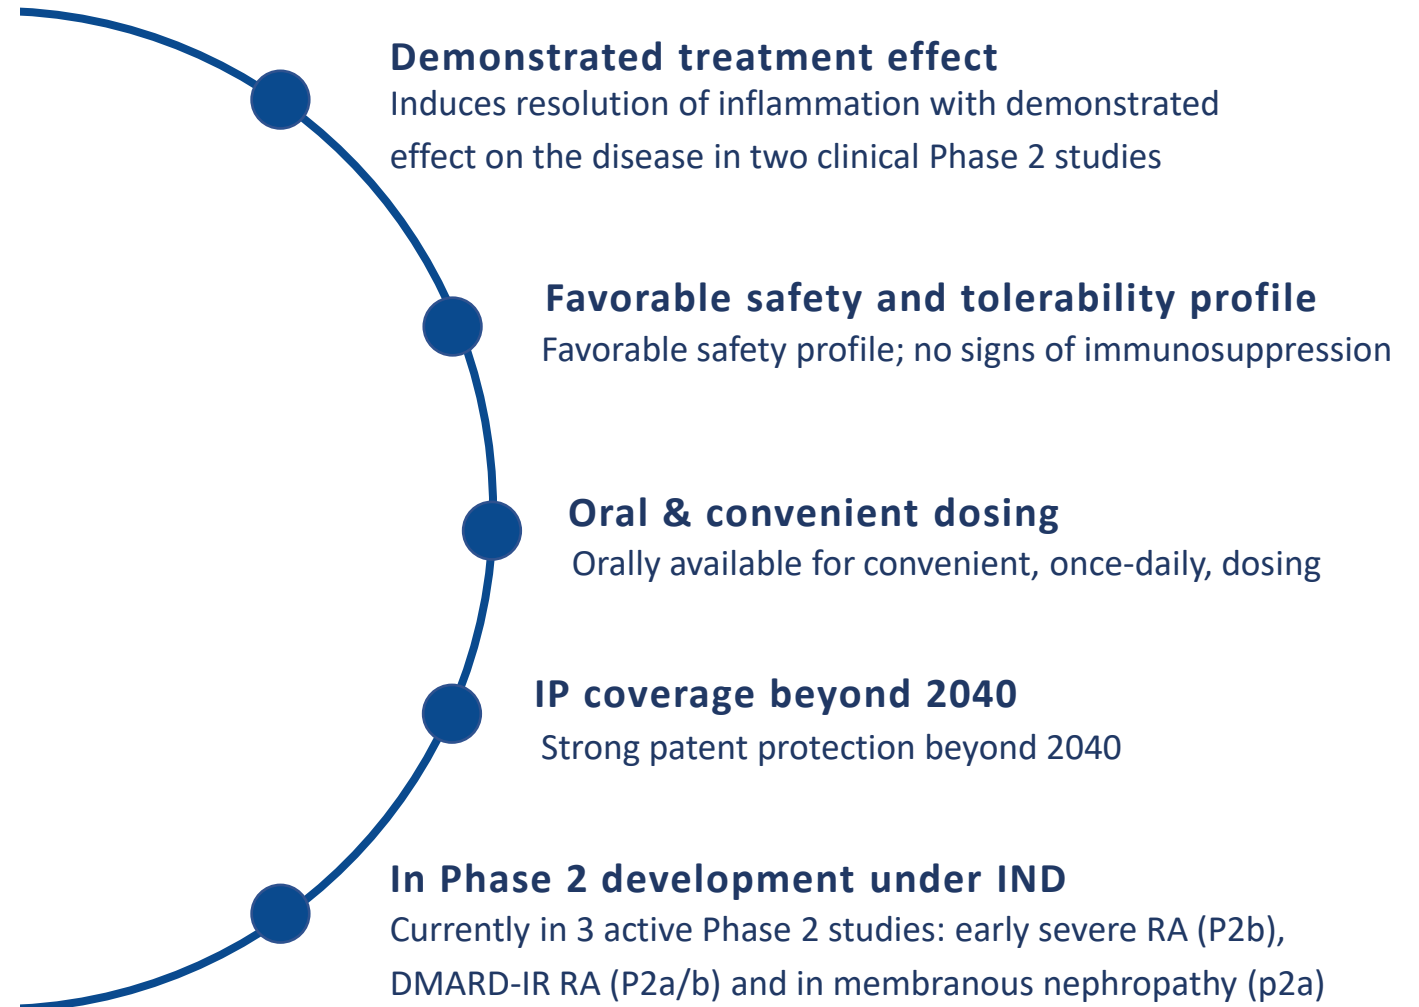 Demonstrated treatment effect
Induces resolution of inflammation with demonstrated
effect on the disease in two clinical Phase 2 studies
Favorable safety and tolerability profile
Favorable safety profile; no signs of immunosuppression
Oral & convenient dosing
Orally available for convenient, once-daily, dosing
IP coverage beyond 2040
Strong patent protection beyond 2040
In Phase 2 development under IND
Currently in 3 active Phase 2 studies: early severe RA (P2b),
DMARD-IR RA (P2a/b) and in membranous nephropathy (p2a)